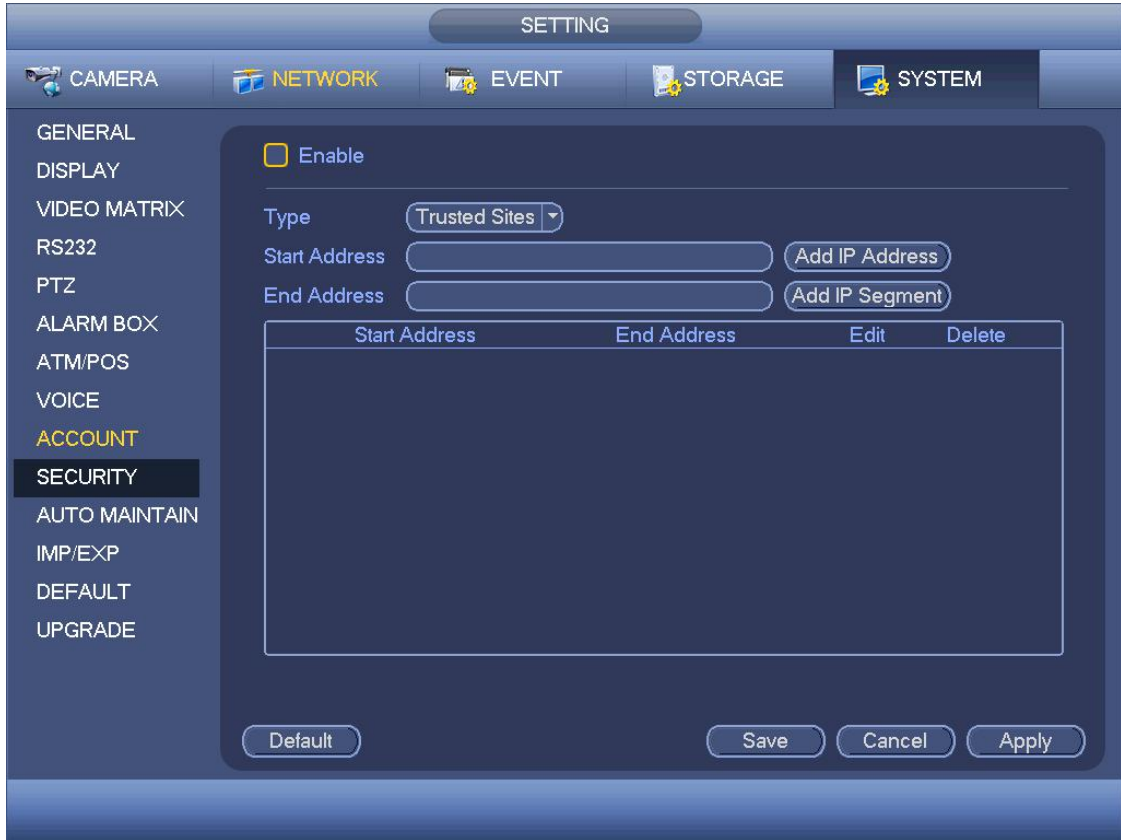 SETTING
CAMERA NETWORK EVENT STORAGE SYSTEM
GENERAL
DISPLAY
VIDEO MATRIX
RS232
PTZ
ALARM BOX
ATM/POS
VOICE
ACCOUNT
SECURITY
AUTO MAINTAIN
IMP/EXP
DEFAULT
UPGRADE
Enable
Type Trusted Sites
Start Address Add IP Address
End Address Add IP Segment
Start Address End Address Edit Delete
Default Save Cancel Apply